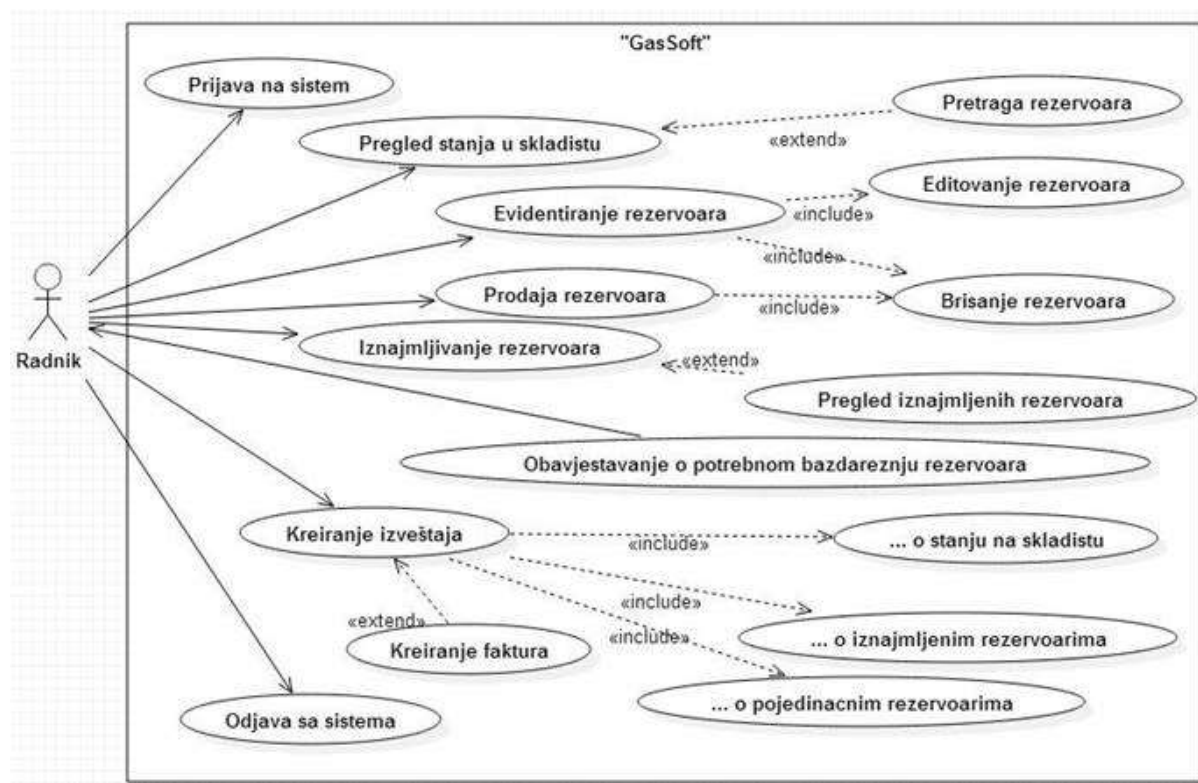 "GasSoft"
Prijava na sistem
Pretraga rezervoara
Pregled stanja u skladistu
«extend»
Editovanje rezervoara
Evidentiranje rezervoara
«include»
«include»
Prodaja rezervoara
«include»
Brisanje rezervoara
Radnik
Iznajmljivanje rezervoara
«extend»
Pregled iznajmljenih rezervoara
Obavjestavanje o potrebnom bazdareznju rezervoara
Kreiranje izveštaja
«include»
... o stanju na skladistu
«include»
«extend»
«include»
... o iznajmljenim rezervoarima
Kreiranje faktura
... o pojedinacnim rezervoarima
Odjava sa sistema